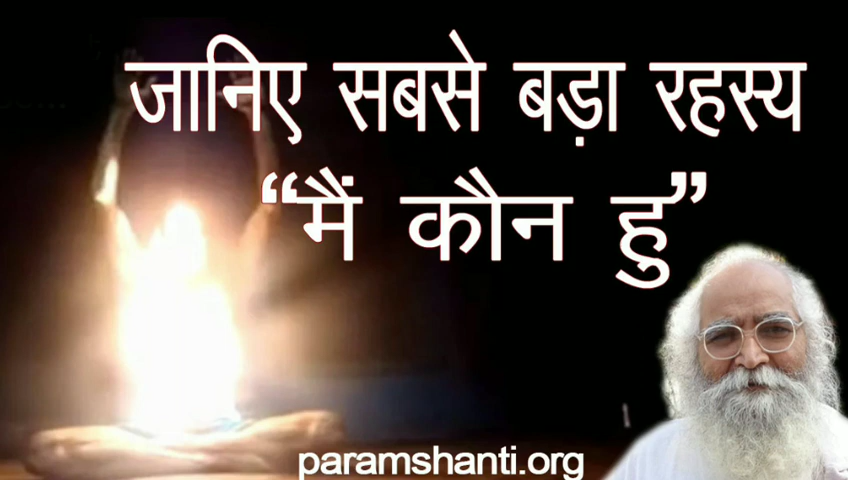 जानिए सबसे बड़ा रहस्य
“मैं कौन हु”
paramshanti.org